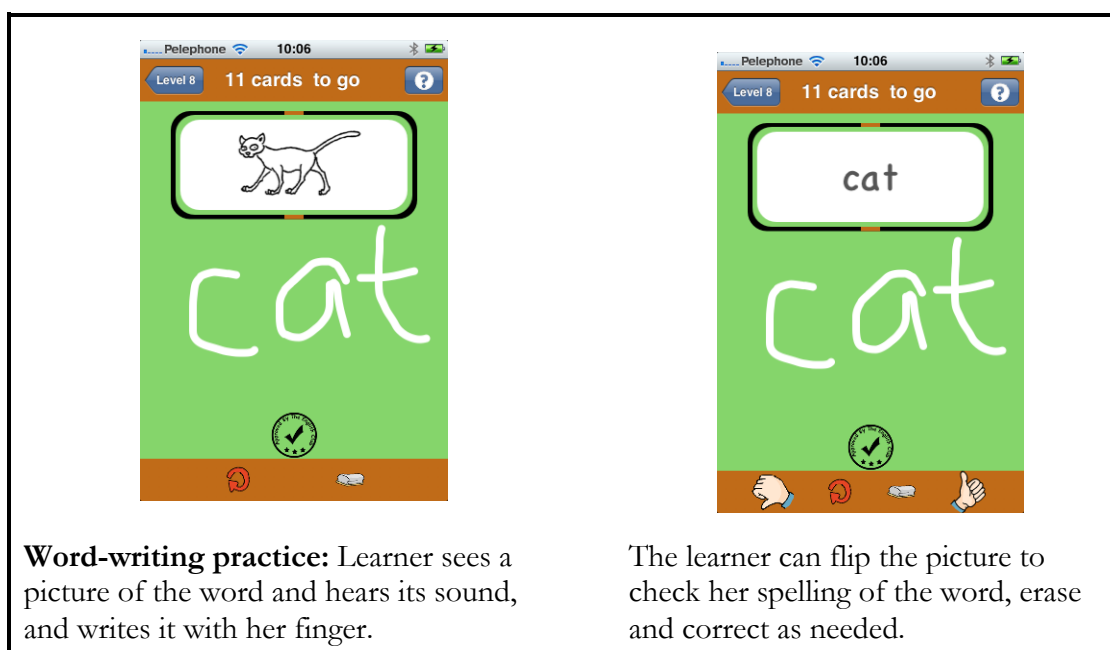 Pelephone 10:06
Level 8 11 cards to go ?
cat
Pelephone 10:06
Level 8 11 cards to go ?
cat
cat
Word-writing practice: Learner sees a
picture of the word and hears its sound,
and writes it with her finger.
The learner can flip the picture to
check her spelling of the word, erase
and correct as needed.